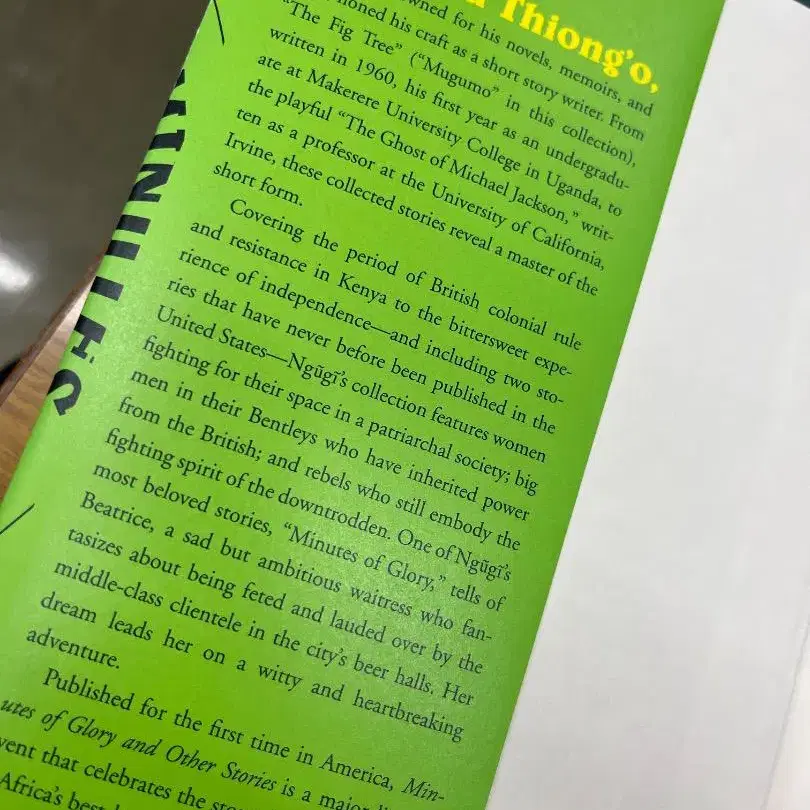 Thiong'o,
owned for his novels, memoirs, and
honed his craft as a short story writer. From
"The Fig Tree" ("Mugumo" in this collection),
written in 1960, his first year as an undergradu-
ate at Makerere University College in Uganda, to
the playful "The Ghost of Michael Jackson," writ-
ten as a professor at the University of California,
Irvine, these collected stories reveal a master of the
short form.
Covering the period of British colonial rule
and resistance in Kenya to the bittersweet expe-
rience of independence—and including two sto-
ries that have never before been published in the
United States—Ngũgĩ's collection features women
fighting for their space in a patriarchal society; big
men in their Bentleys who have inherited power
from the British; and rebels who still embody the
fighting spirit of the downtrodden. One of Ngũgĩ's
most beloved stories, "Minutes of Glory," tells of
Beatrice, a sad but ambitious waitress who fan-
tasizes about being feted and lauded over by the
middle-class clientele in the city's beer halls. Her
dream leads her on a witty and heartbreaking
adventure.
Published for the first time in America, Min-
utes of Glory and Other Stories is a major
vent that celebrates the
Africa's best
MINUTES